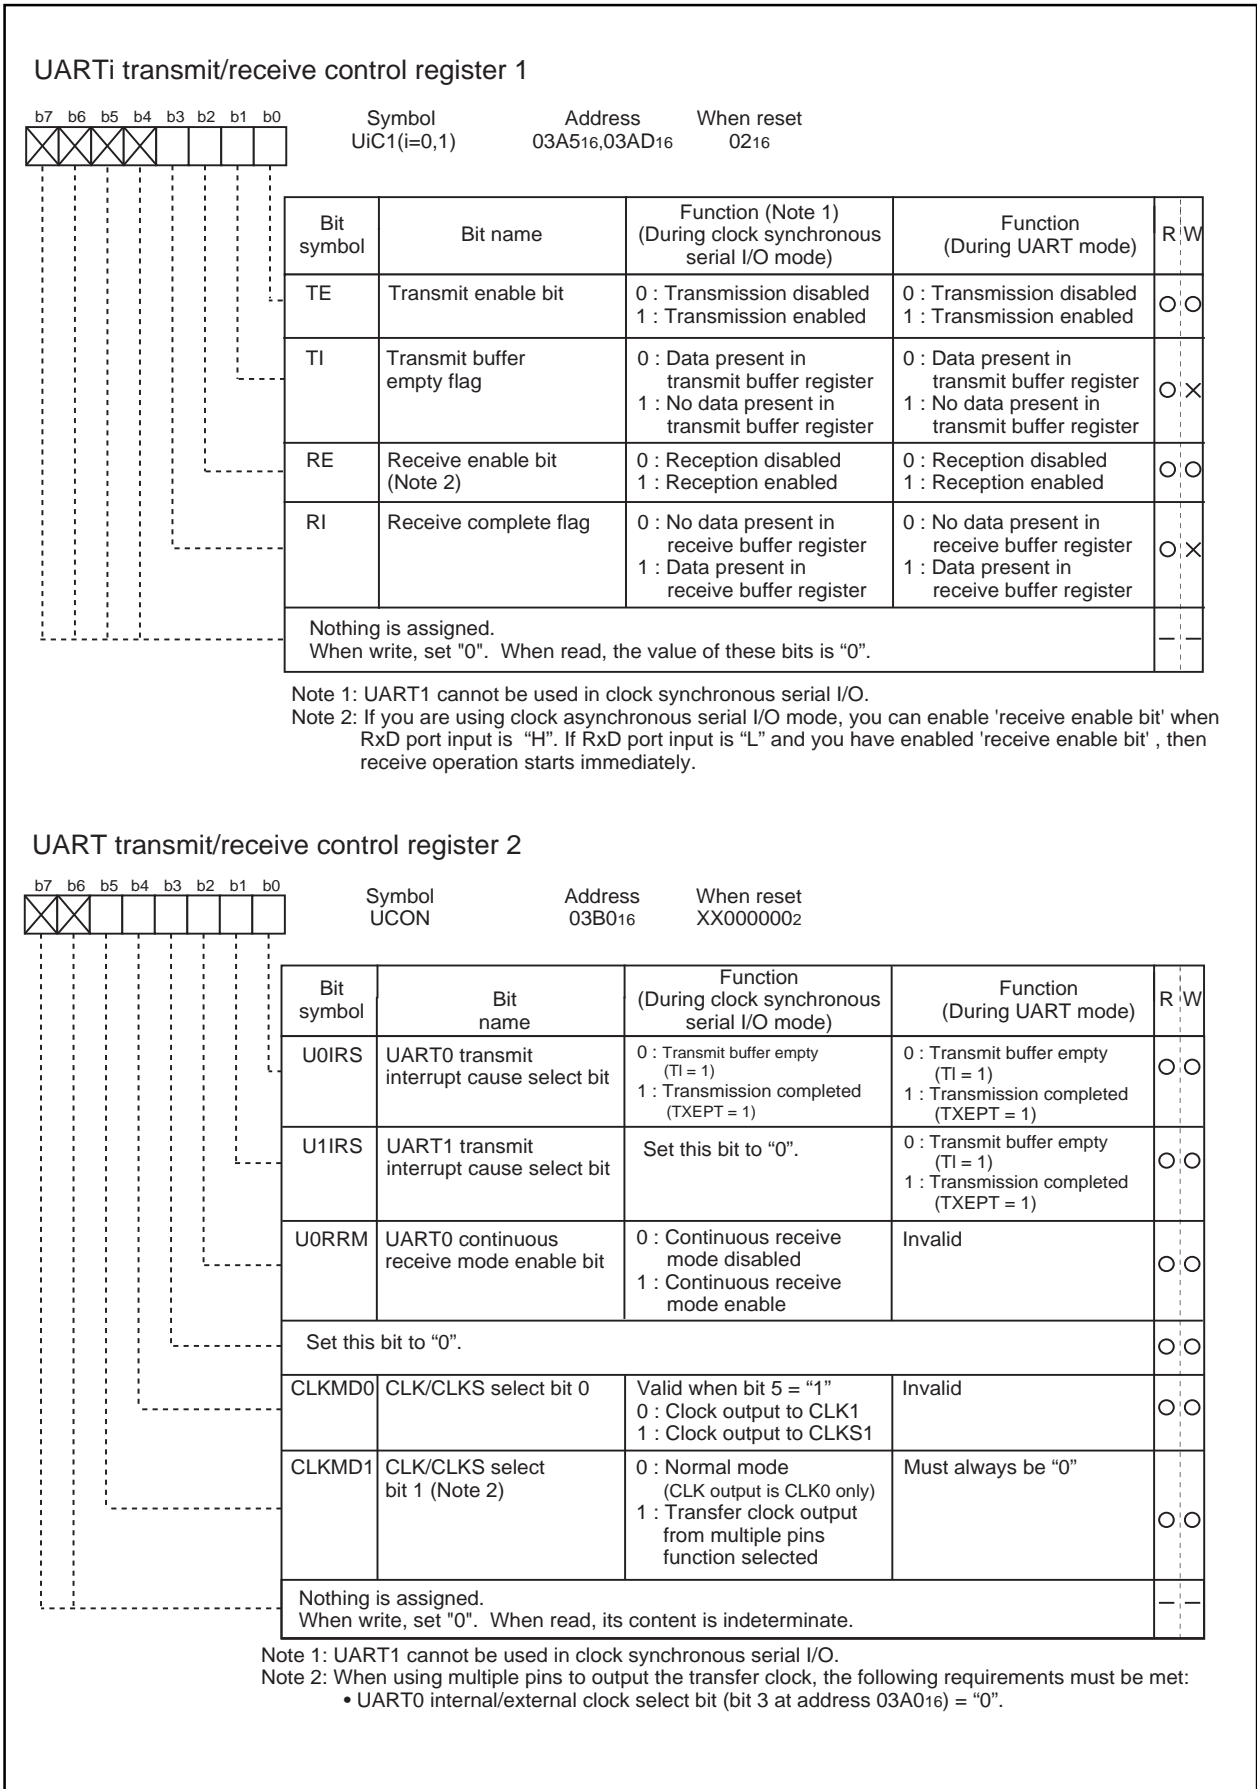 UARTi transmit/receive control register 1
b7 b6 b5 b4 b3 b2 b1 b0
Symbol Address When reset
UiC1(i=0,1) 03A516,03AD16 0216
Bit symbol Bit name Function (Note 1) (During clock synchronous serial I/O mode) Function (During UART mode) R W
TE Transmit enable bit
0 : Transmission disabled
1 : Transmission enabled
0 : Transmission disabled
1 : Transmission enabled
TI Transmit buffer
empty flag
0 : Data present in
transmit buffer register
1 : No data present in
transmit buffer register
0 : Data present in
transmit buffer register
1 : No data present in
transmit buffer register
RE Receive enable bit
(Note 2)
0 : Reception disabled
1 : Reception enabled
0 : Reception disabled
1 : Reception enabled
RI Receive complete flag
0 : No data present in
receive buffer register
1 : Data present in
receive buffer register
0 : No data present in
receive buffer register
1 : Data present in
receive buffer register
Nothing is assigned.
When write, set "0". When read, the value of these bits is “0”.
Note 1: UART1 cannot be used in clock synchronous serial I/O.
Note 2: If you are using clock asynchronous serial I/O mode, you can enable 'receive enable bit' when
RxD port input is “H”. If RxD port input is “L” and you have enabled 'receive enable bit' , then
receive operation starts immediately.
UART transmit/receive control register 2
b7 b6 b5 b4 b3 b2 b1 b0
Symbol Address When reset
UCON 03B016 XX0000002
Bit symbol Bit name Function (During clock synchronous serial I/O mode) Function (During UART mode) R W
U0IRS UART0 transmit
interrupt cause select bit
0 : Transmit buffer empty
(TI = 1)
1 : Transmission completed
(TXEPT = 1)
0 : Transmit buffer empty
(TI = 1)
1 : Transmission completed
(TXEPT = 1)
U1IRS UART1 transmit
interrupt cause select bit
Set this bit to “0”.
0 : Transmit buffer empty
(TI = 1)
1 : Transmission completed
(TXEPT = 1)
U0RRM UART0 continuous
receive mode enable bit
0 : Continuous receive
mode disabled
1 : Continuous receive
mode enable
Invalid
Set this bit to “0”.
CLKMD0 CLK/CLKS select bit 0
Valid when bit 5 = “1”
0 : Clock output to CLK1
1 : Clock output to CLKS1
Invalid
CLKMD1 CLK/CLKS select
bit 1 (Note 2)
0 : Normal mode
(CLK output is CLK0 only)
1 : Transfer clock output
from multiple pins
function selected
Must always be “0”
Nothing is assigned.
When write, set "0". When read, its content is indeterminate.
Note 1: UART1 cannot be used in clock synchronous serial I/O.
Note 2: When using multiple pins to output the transfer clock, the following requirements must be met:
• UART0 internal/external clock select bit (bit 3 at address 03A016) = “0”.